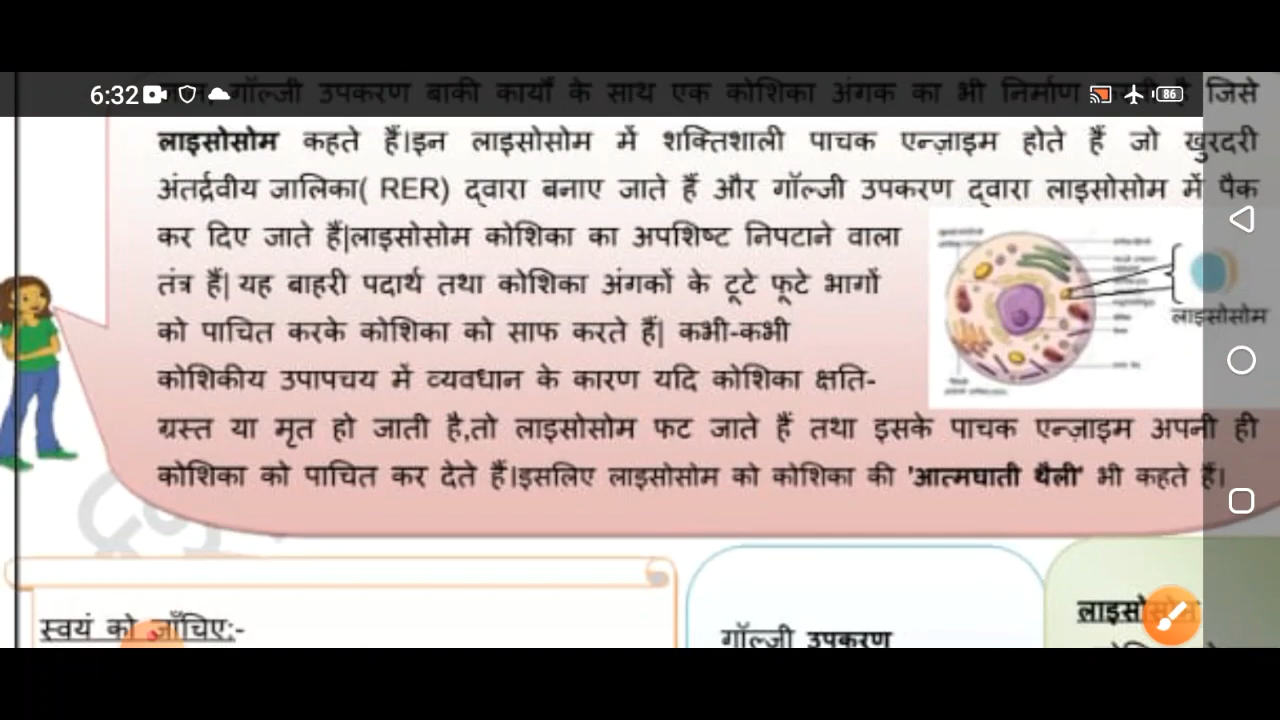 6:32
86
गॉल्जी उपकरण बाकी कार्यों के साथ एक कोशिका अंगक का भी निर्माण है जिसे
लाइसोसोम कहते हैं|इन लाइसोसोम में शक्तिशाली पाचक एन्ज़ाइम होते हैं जो खुरदरी
अंतर्द्रवीय जालिका( RER) द्वारा बनाए जाते हैं और गॉल्जी उपकरण द्वारा लाइसोसोम में पैक
कर दिए जाते हैं|लाइसोसोम कोशिका का अपशिष्ट निपटाने वाला
तंत्र हैं| यह बाहरी पदार्थ तथा कोशिका अंगकों के टूटे फूटे भागों
को पाचित करके कोशिका को साफ करते हैं| कभी-कभी
लाइसोसोम
कोशिकीय उपापचय में व्यवधान के कारण यदि कोशिका क्षति-
ग्रस्त या मृत हो जाती है,तो लाइसोसोम फट जाते हैं तथा इसके पाचक एन्ज़ाइम अपनी ही
कोशिका को पाचित कर देते हैं|इसलिए लाइसोसोम को कोशिका की 'आत्मघाती थैली' भी कहते हैं।
स्वयं को जाँचिए:-
गॉल्जी उपकरण
लाइसोसोम